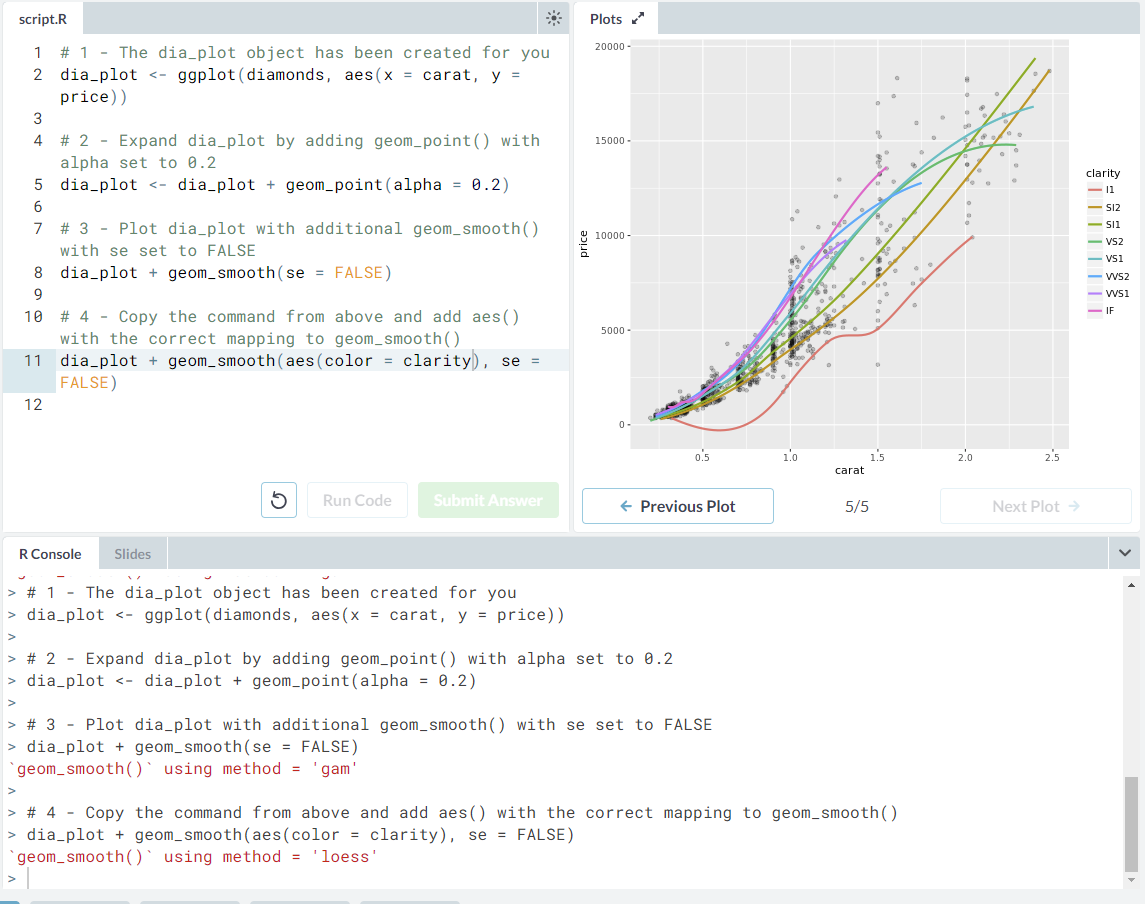 script.R
1 # 1 - The dia_plot object has been created for you
2 dia_plot <- ggplot(diamonds, aes(x = carat, y =
price))
3
4 # 2 - Expand dia_plot by adding geom_point() with
alpha set to 0.2
5 dia_plot <- dia_plot + geom_point(alpha = 0.2)
6
7 # 3 - Plot dia_plot with additional geom_smooth()
with se set to FALSE
8 dia_plot + geom_smooth(se = FALSE)
9
10 # 4 - Copy the command from above and add aes()
with the correct mapping to geom_smooth()
11 dia_plot + geom_smooth(aes(color = clarity), se =
FALSE)
12
Run Code
Submit Answer
Plots
20000
15000
10000
5000
0
price
0.5 1.0 1.5 2.0 2.5
carat
clarity
I1
SI2
SI1
VS2
VS1
VVS2
VVS1
IF
Previous Plot
5/5
Next Plot
R Console
Slides
> # 1 - The dia_plot object has been created for you
> dia_plot <- ggplot(diamonds, aes(x = carat, y = price))
>
> # 2 - Expand dia_plot by adding geom_point() with alpha set to 0.2
> dia_plot <- dia_plot + geom_point(alpha = 0.2)
>
> # 3 - Plot dia_plot with additional geom_smooth() with se set to FALSE
> dia_plot + geom_smooth(se = FALSE)
`geom_smooth()` using method = 'gam'
>
> # 4 - Copy the command from above and add aes() with the correct mapping to geom_smooth()
> dia_plot + geom_smooth(aes(color = clarity), se = FALSE)
`geom_smooth()` using method = 'loess'
>